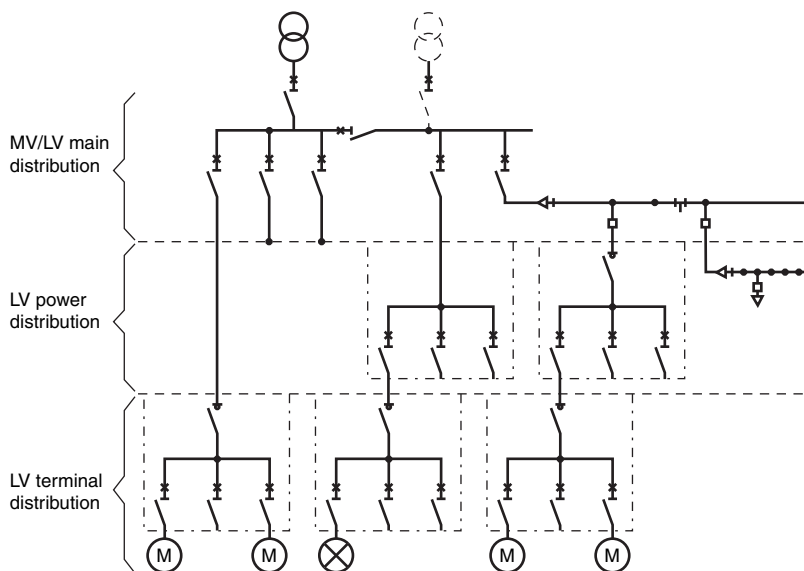 MV/LV main
distribution
LV power
distribution
LV terminal
distribution
M
M
M
M